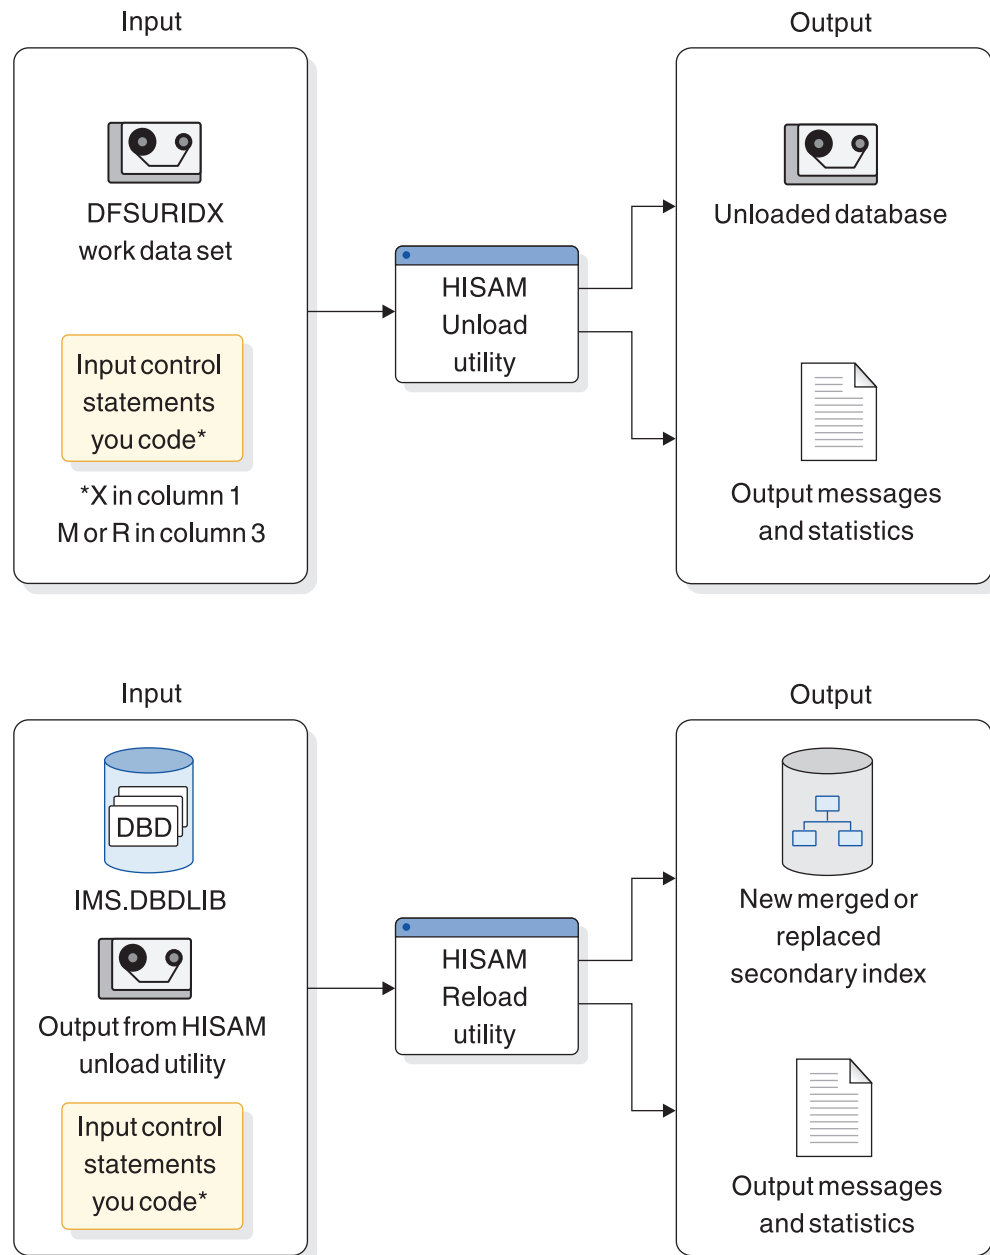 Input
Output
DFSURIDX
work data set
Input control
statements
you code*
*X in column 1
M or R in column 3
HISAM
Unload
utility
Unloaded database
Output messages
and statistics
Input
Output
DBD
IMS.DBDLIB
Output from HISAM
unload utility
Input control
statements
you code*
HISAM
Reload
utility
New merged or
replaced
secondary index
Output messages
and statistics